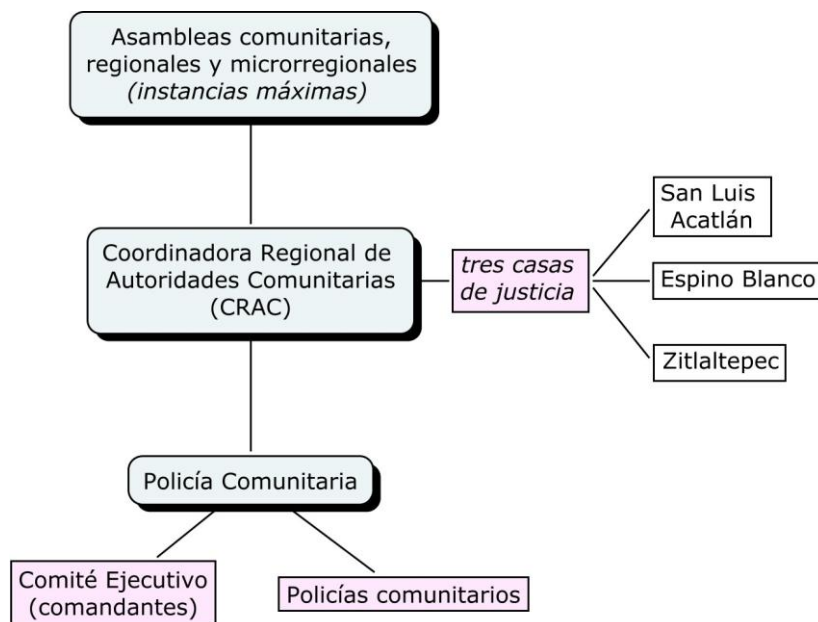 Asambleas comunitarias,
regionales y microrregionales
(instancias máximas)
Coordinadora Regional de
Autoridades Comunitarias
(CRAC)
tres casas
de justicia
San Luis
Acatlán
Espino Blanco
Zitlaltepec
Policía Comunitaria
Comité Ejecutivo
(comandantes)
Policías comunitarios